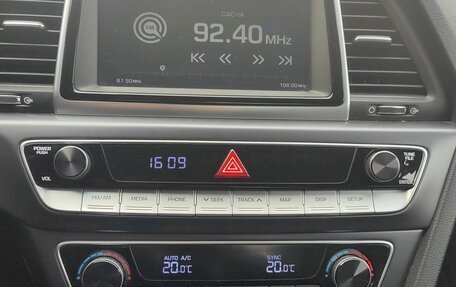 DACHA
FM 92.40 MHz
87.50 MHz 108.00 MHz
POWER PUSH
VOL
16 09
TUNE FILE
ENTER
FM/AM MEDIA PHONE SEEK TRACK MAP DISP SETUP
AUTO A/C SYNC
20.0°C 20.0°C